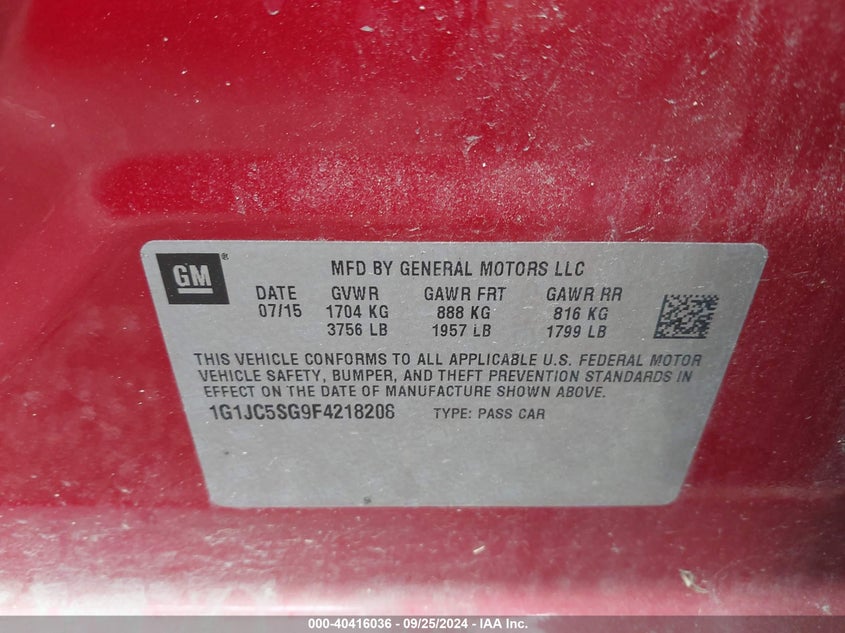 GM®
MFD BY GENERAL MOTORS LLC
DATE GVWR GAWR FRT GAWR RR
07/15 1704 KG 888 KG 816 KG
3756 LB 1957 LB 1799 LB
THIS VEHICLE CONFORMS TO ALL APPLICABLE U.S. FEDERAL MOTOR
VEHICLE SAFETY, BUMPER, AND THEFT PREVENTION STANDARDS IN
EFFECT ON THE DATE OF MANUFACTURE SHOWN ABOVE.
1G1JC5SG9F4218206 TYPE: PASS CAR
000-40416036 - 09/25/2024 - IAA Inc.